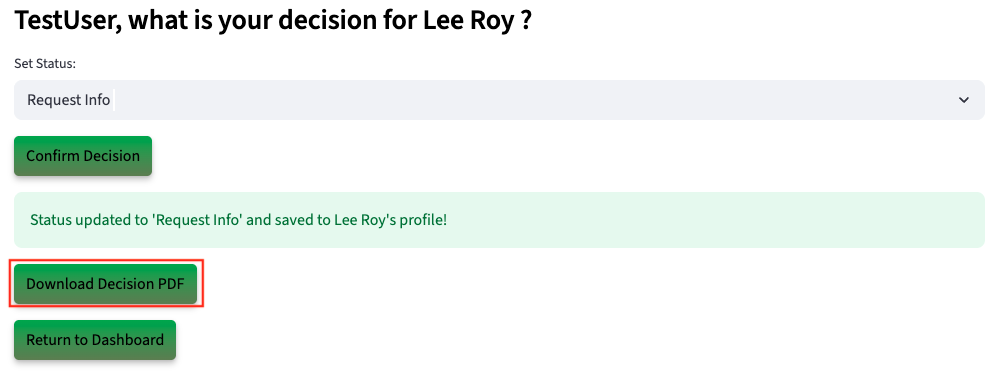 TestUser, what is your decision for Lee Roy ?
Set Status:
Request Info
Confirm Decision
Status updated to 'Request Info' and saved to Lee Roy's profile!
Download Decision PDF
Return to Dashboard